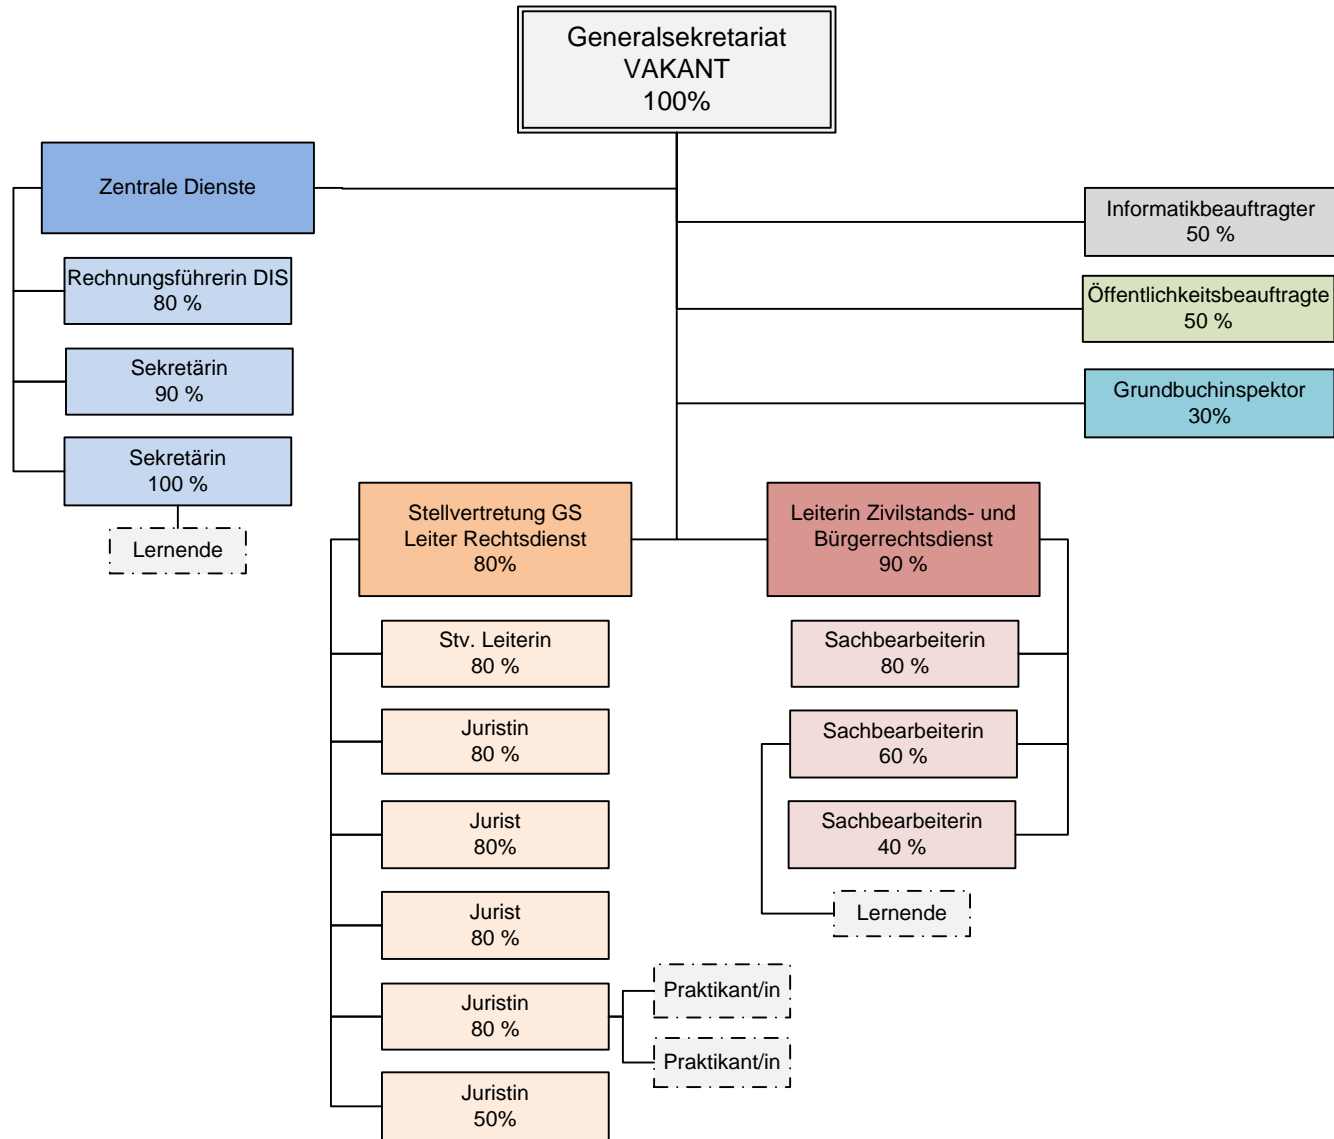 Generalsekretariat
VAKANT
100%
Zentrale Dienste
Rechnungsführerin DIS
80 %
Sekretärin
90 %
Sekretärin
100 %
Lernende
Informatikbeauftragter
50 %
Öffentlichkeitsbeauftragte
50 %
Grundbuchinspektor
30%
Stellvertretung GS
Leiter Rechtsdienst
80%
Stv. Leiterin
80 %
Juristin
80 %
Jurist
80%
Jurist
80 %
Juristin
80 %
Praktikant/in
Praktikant/in
Juristin
50%
Leiterin Zivilstands- und
Bürgerrechtsdienst
90 %
Sachbearbeiterin
80 %
Sachbearbeiterin
60 %
Sachbearbeiterin
40 %
Lernende